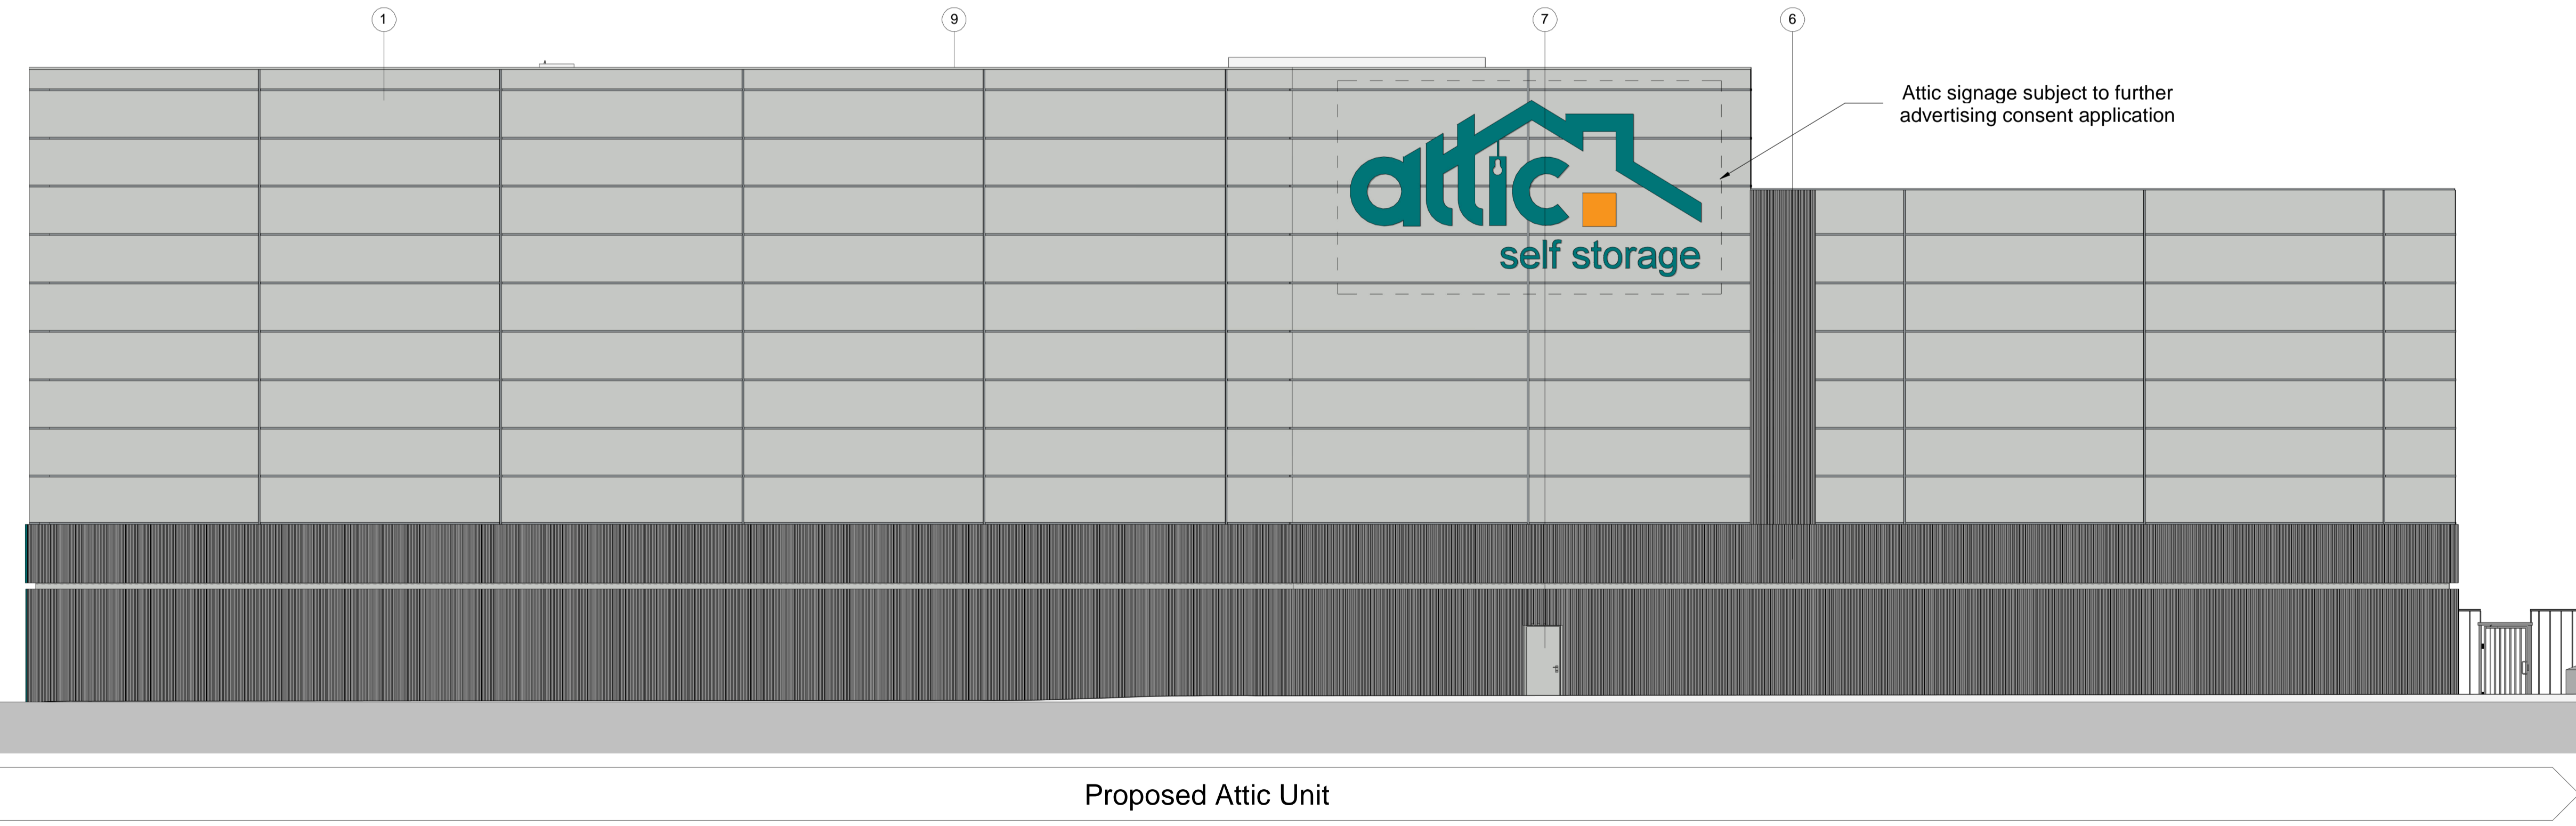 1
9
7
6
Attic signage subject to further
advertising consent application
attic
self storage
Proposed Attic Unit